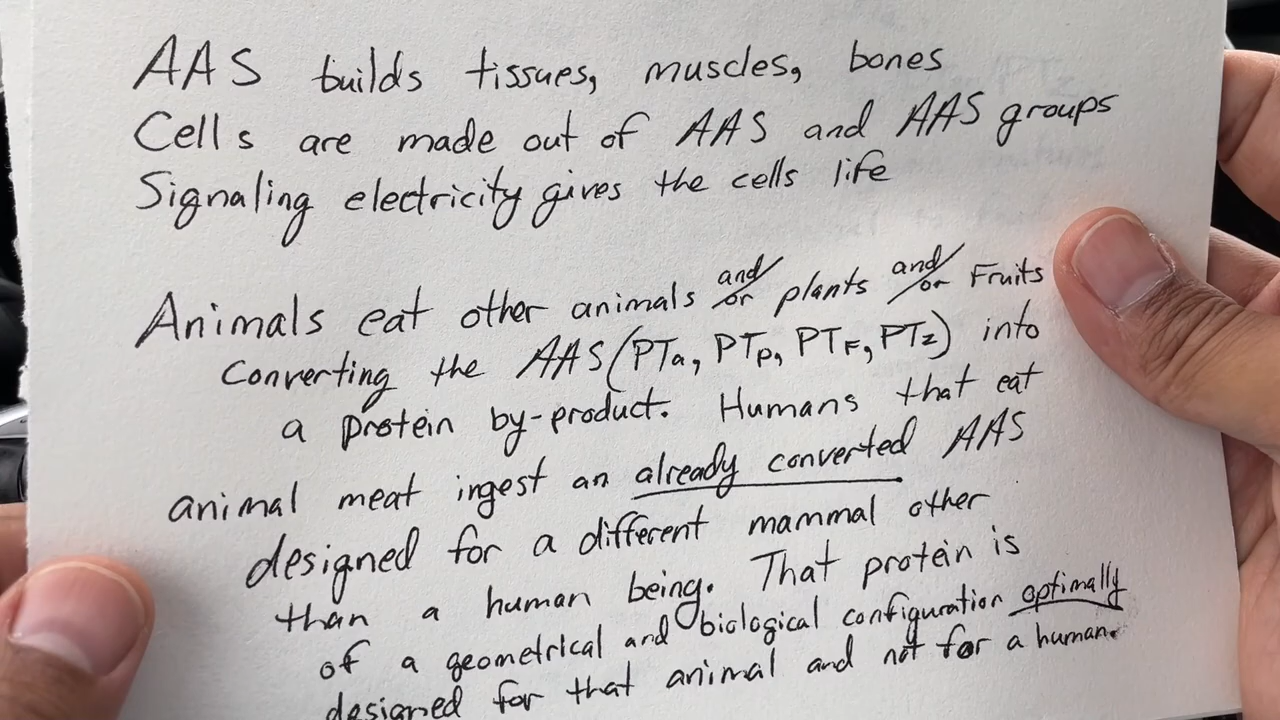 AAS builds tissues, muscles, bones
Cells are made out of AAS and AAS groups
Signaling electricity gives the cells life
Animals eat other animals and/or plants and/or Fruits
Converting the AAS (PTa, PTp, PTF, PTz) into
a protein by-product. Humans that eat
animal meat ingest an already converted AAS
designed for a different mammal other
than a human being. That protein is
of a geometrical and biological configuration optimally
designed for that animal and not for a human.